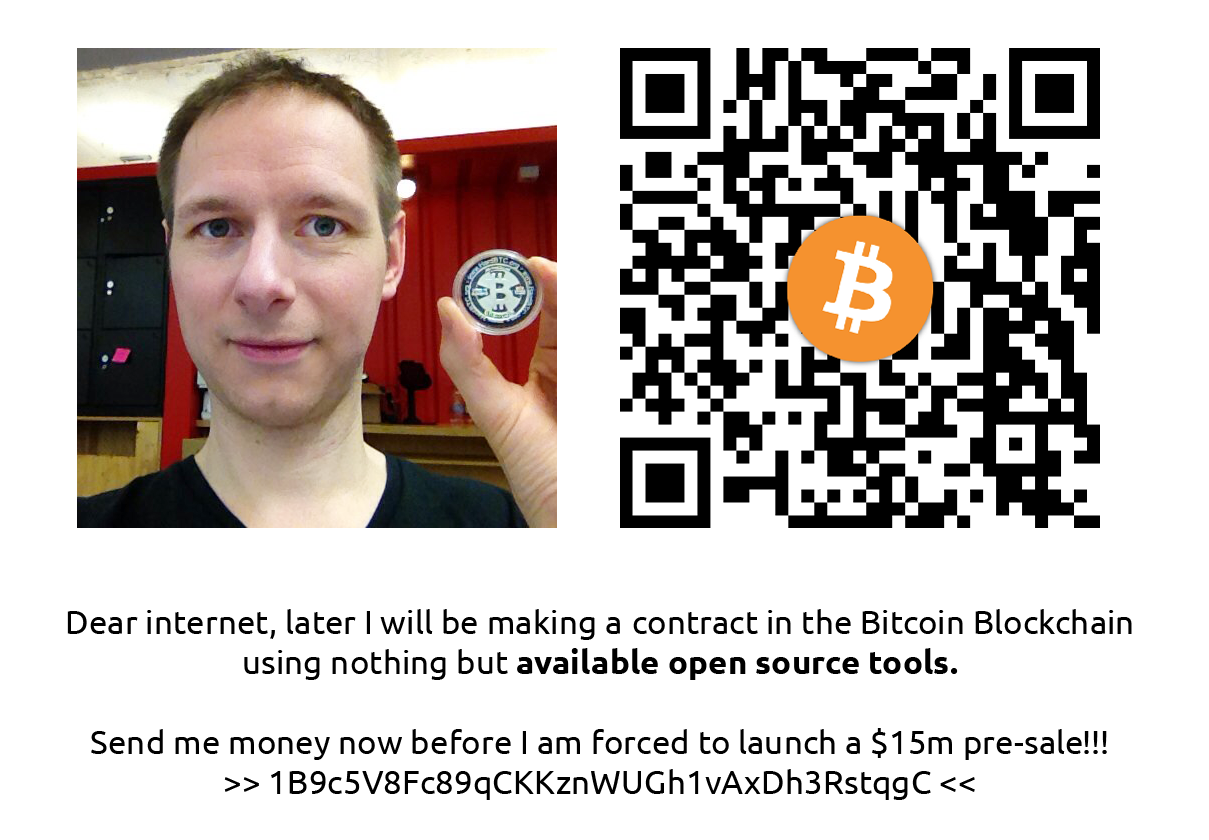 Dear internet, later I will be making a contract in the Bitcoin Blockchain
using nothing but available open source tools.
Send me money now before I am forced to launch a $15m pre-sale!!!
>> 1B9c5V8Fc89qCKKznWUGh1vAxDh3RstqgC <<